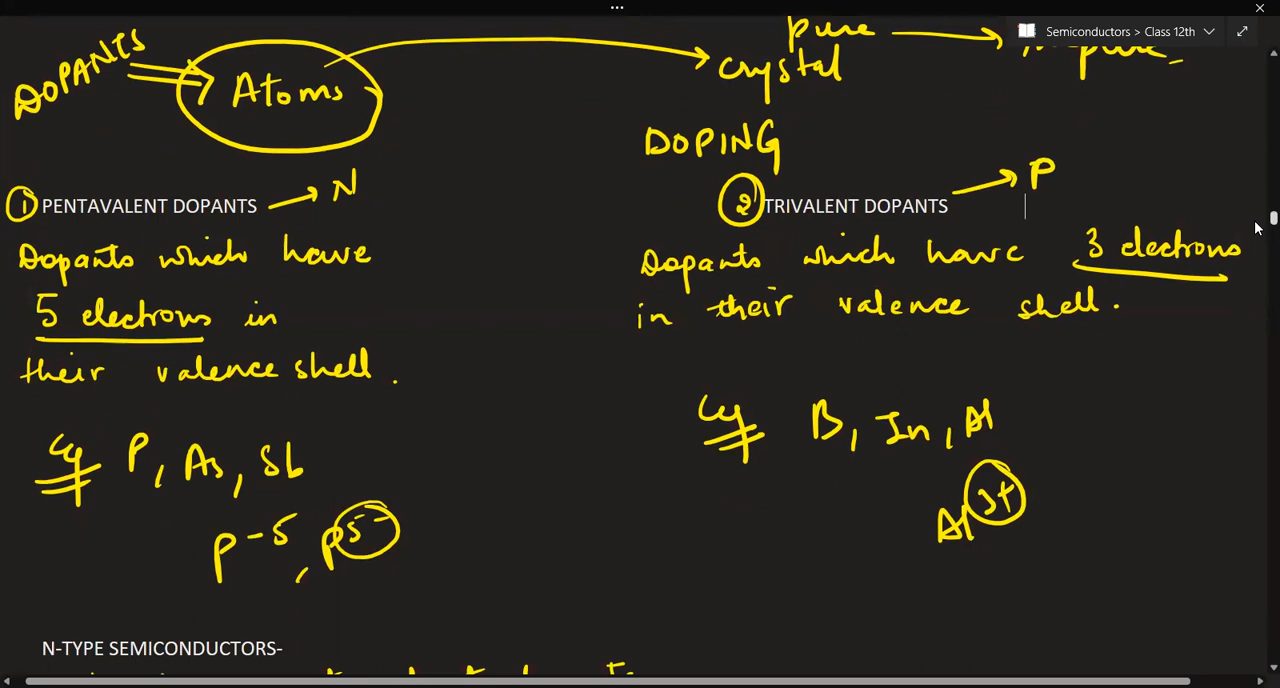 ...
Semiconductors > Class 12th
DOPANTS
Atoms
pure
crystal
DOPING
1 PENTAVALENT DOPANTS N
Dopants which have
5 electrons in
their valence shell.
Eg P, As, Sb
P-5, P5-
2 TRIVALENT DOPANTS P
Dopants which have 3 electrons
in their valence shell.
Eg B, In, Al
Al3+
N-TYPE SEMICONDUCTORS-